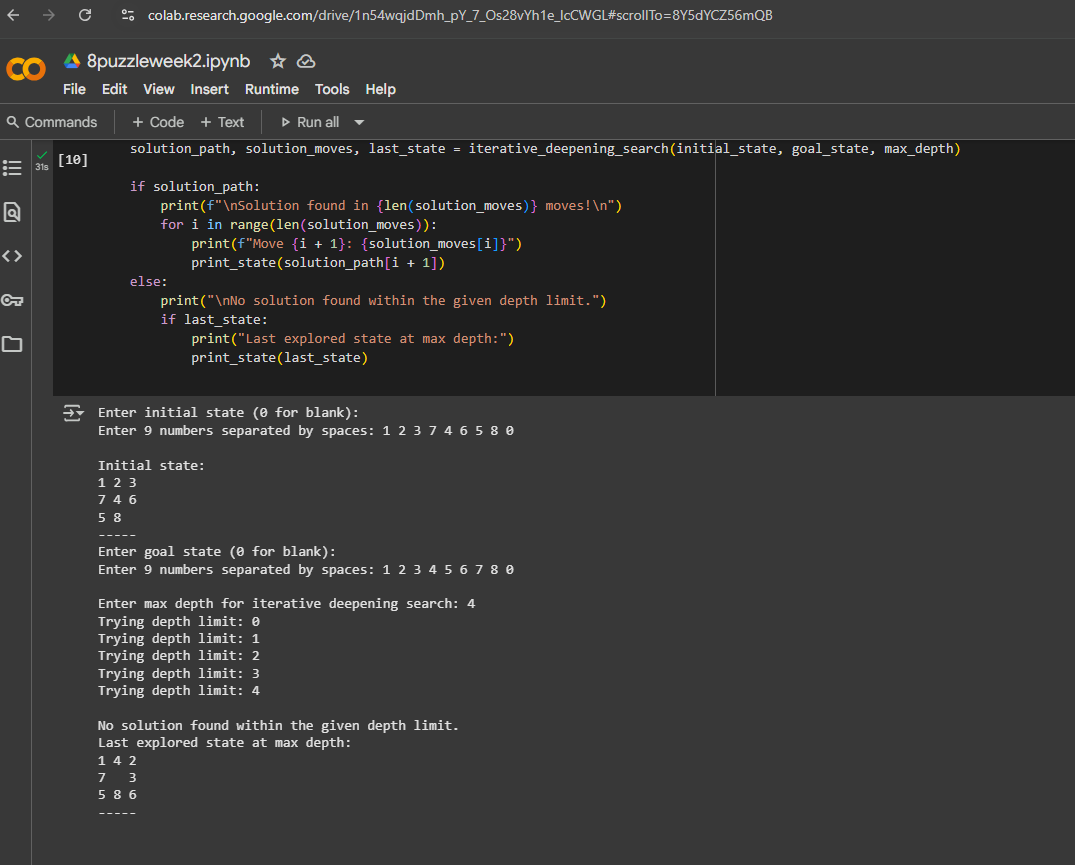 colab.research.google.com/drive/1n54wqjdDmh_pY_7_Os28vYh1e_IcCWGL#scrollTo=8Y5dYCZ56mQB
8puzzleweek2.ipynb
File Edit View Insert Runtime Tools Help
Commands + Code + Text Run all
31s
[10]
solution_path, solution_moves, last_state = iterative_deepening_search(initial_state, goal_state, max_depth)
if solution_path:
print(f"\nSolution found in {len(solution_moves)} moves!\n")
for i in range(len(solution_moves)):
print(f"Move {i + 1}: {solution_moves[i]}")
print_state(solution_path[i + 1])
else:
print("\nNo solution found within the given depth limit.")
if last_state:
print("Last explored state at max depth:")
print_state(last_state)
Enter initial state (0 for blank):
Enter 9 numbers separated by spaces: 1 2 3 7 4 6 5 8 0
Initial state:
1 2 3
7 4 6
5 8
-----
Enter goal state (0 for blank):
Enter 9 numbers separated by spaces: 1 2 3 4 5 6 7 8 0
Enter max depth for iterative deepening search: 4
Trying depth limit: 0
Trying depth limit: 1
Trying depth limit: 2
Trying depth limit: 3
Trying depth limit: 4
No solution found within the given depth limit.
Last explored state at max depth:
1 4 2
7   3
5 8 6
-----